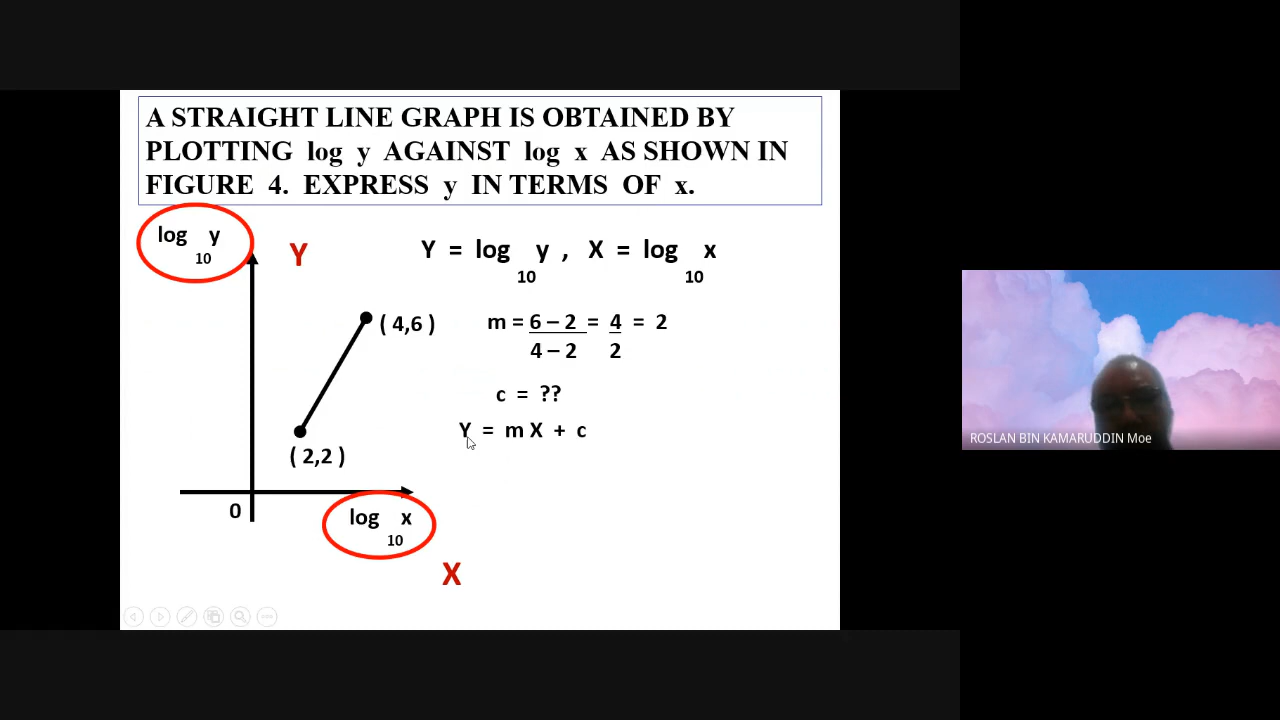 A STRAIGHT LINE GRAPH IS OBTAINED BY
PLOTTING log y AGAINST log x AS SHOWN IN
FIGURE 4. EXPRESS y IN TERMS OF x.
log y
10
Y
Y = log y , X = log x
10 10
( 4,6 )
m = 6 – 2 = 4 = 2
4 – 2 2
c = ??
Y = m X + c
( 2,2 )
0
log x
10
X
ROSLAN BIN KAMARUDDIN Moe